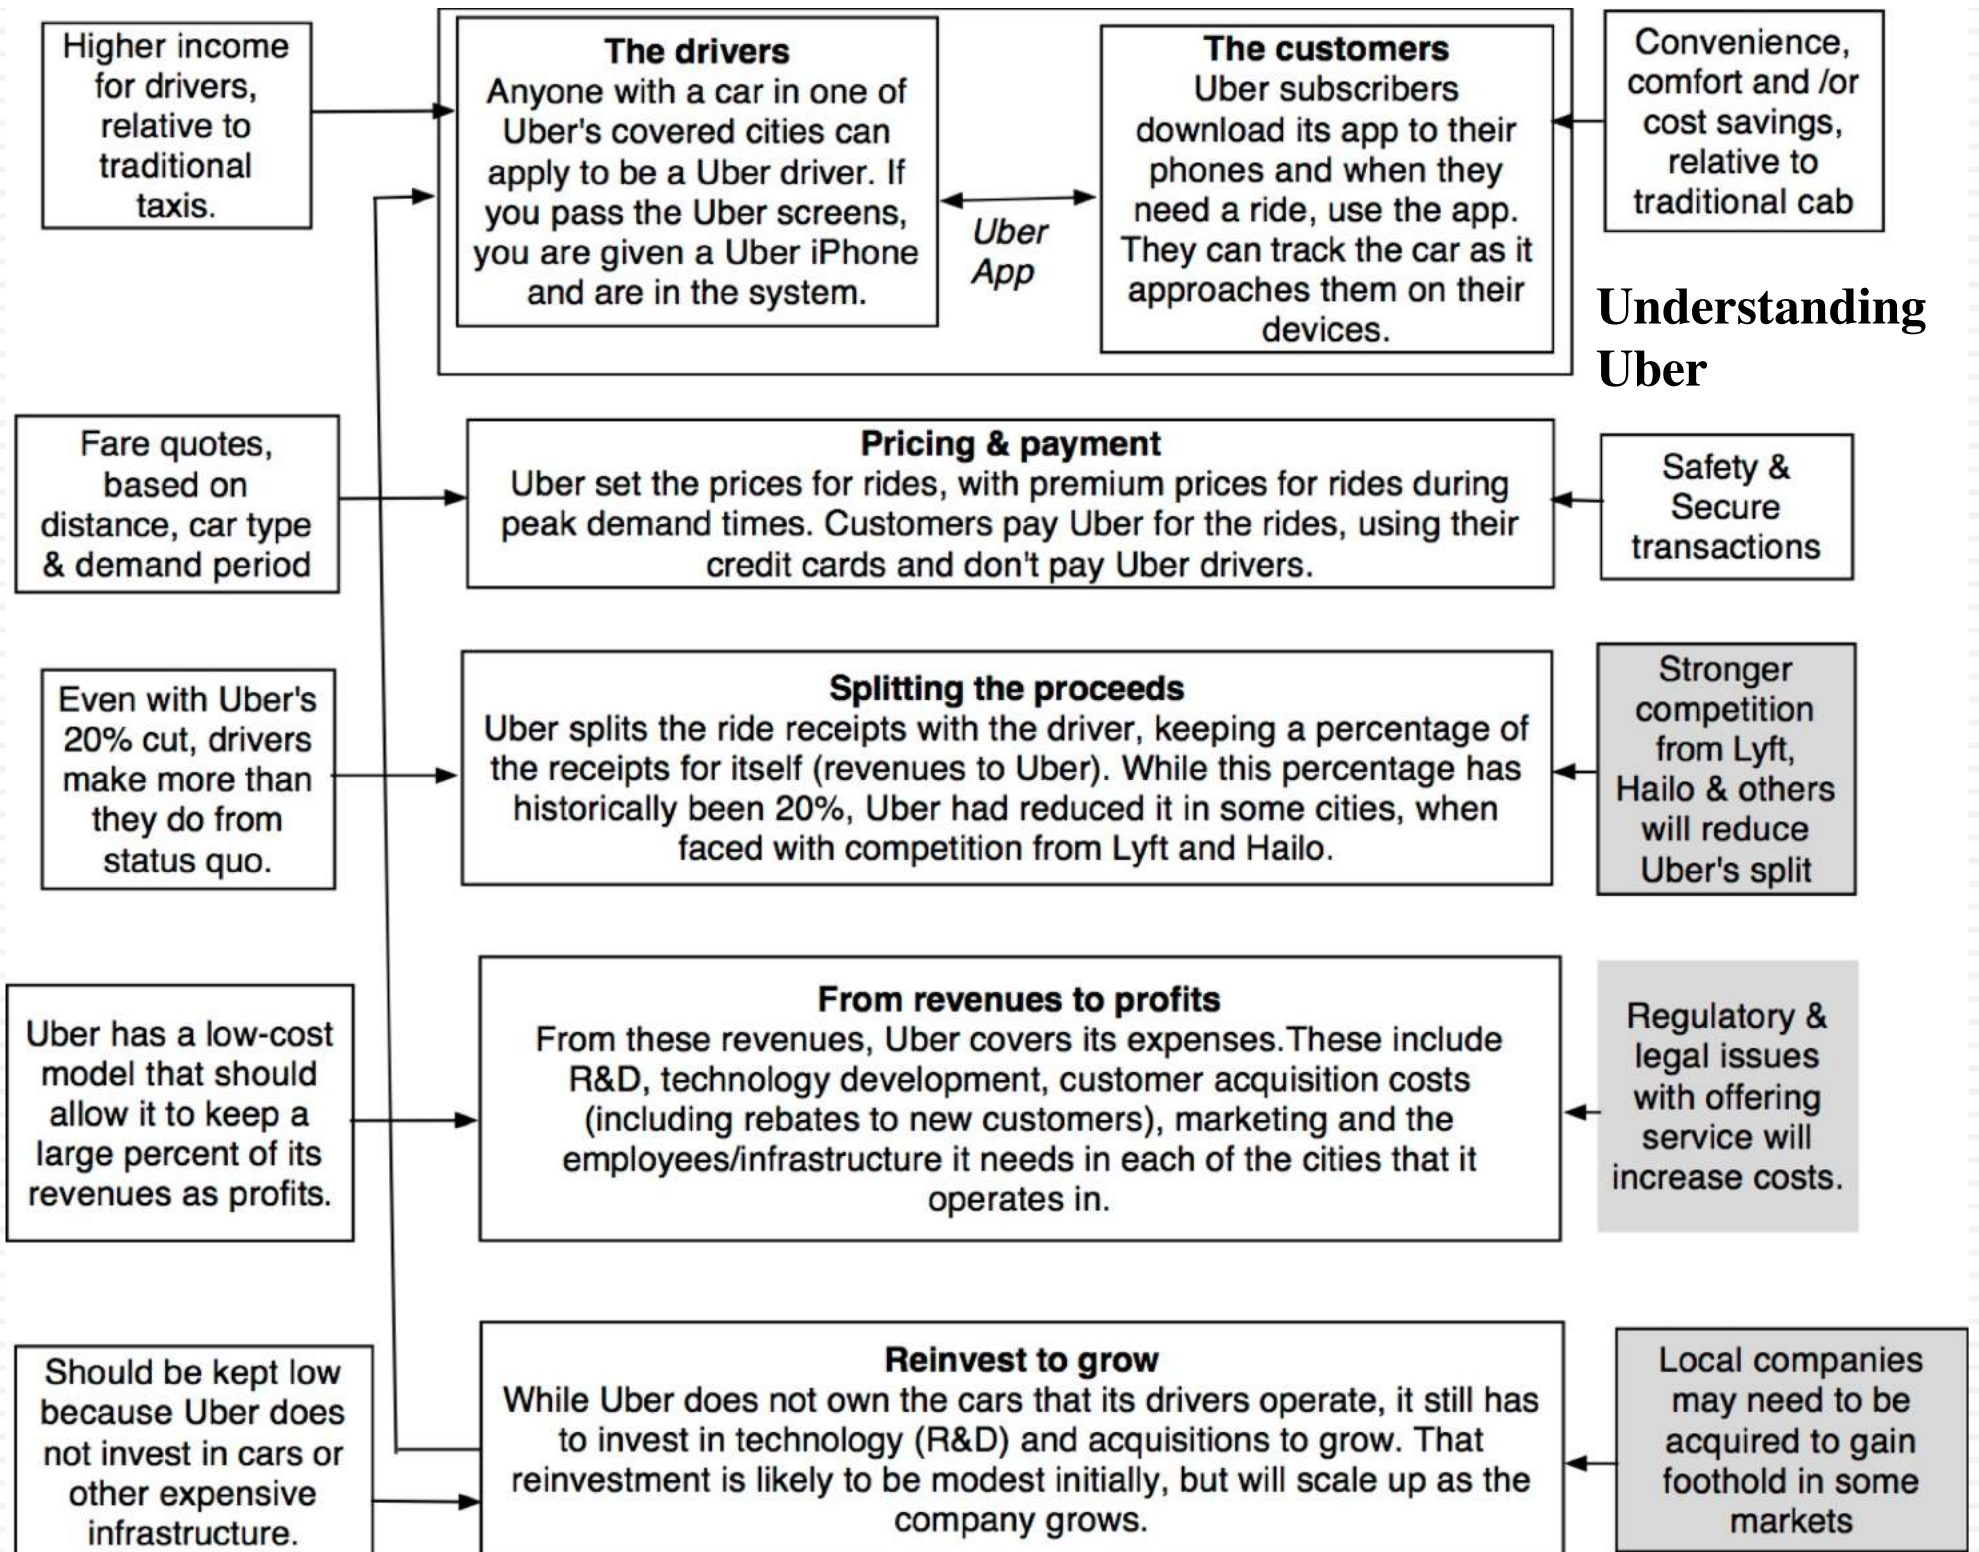 Higher income
for drivers,
relative to
traditional
taxis.
The drivers
Anyone with a car in one of
Uber's covered cities can
apply to be a Uber driver. If
you pass the Uber screens,
you are given a Uber iPhone
and are in the system.
Uber
App
The customers
Uber subscribers
download its app to their
phones and when they
need a ride, use the app.
They can track the car as it
approaches them on their
devices.
Convenience,
comfort and /or
cost savings,
relative to
traditional cab
Understanding
Uber
Fare quotes,
based on
distance, car type
& demand period
Pricing & payment
Uber set the prices for rides, with premium prices for rides during
peak demand times. Customers pay Uber for the rides, using their
credit cards and don't pay Uber drivers.
Safety &
Secure
transactions
Even with Uber's
20% cut, drivers
make more than
they do from
status quo.
Splitting the proceeds
Uber splits the ride receipts with the driver, keeping a percentage of
the receipts for itself (revenues to Uber). While this percentage has
historically been 20%, Uber had reduced it in some cities, when
faced with competition from Lyft and Hailo.
Stronger
competition
from Lyft,
Hailo & others
will reduce
Uber's split
Uber has a low-cost
model that should
allow it to keep a
large percent of its
revenues as profits.
From revenues to profits
From these revenues, Uber covers its expenses.These include
R&D, technology development, customer acquisition costs
(including rebates to new customers), marketing and the
employees/infrastructure it needs in each of the cities that it
operates in.
Regulatory &
legal issues
with offering
service will
increase costs.
Should be kept low
because Uber does
not invest in cars or
other expensive
infrastructure.
Reinvest to grow
While Uber does not own the cars that its drivers operate, it still has
to invest in technology (R&D) and acquisitions to grow. That
reinvestment is likely to be modest initially, but will scale up as the
company grows.
Local companies
may need to be
acquired to gain
foothold in some
markets